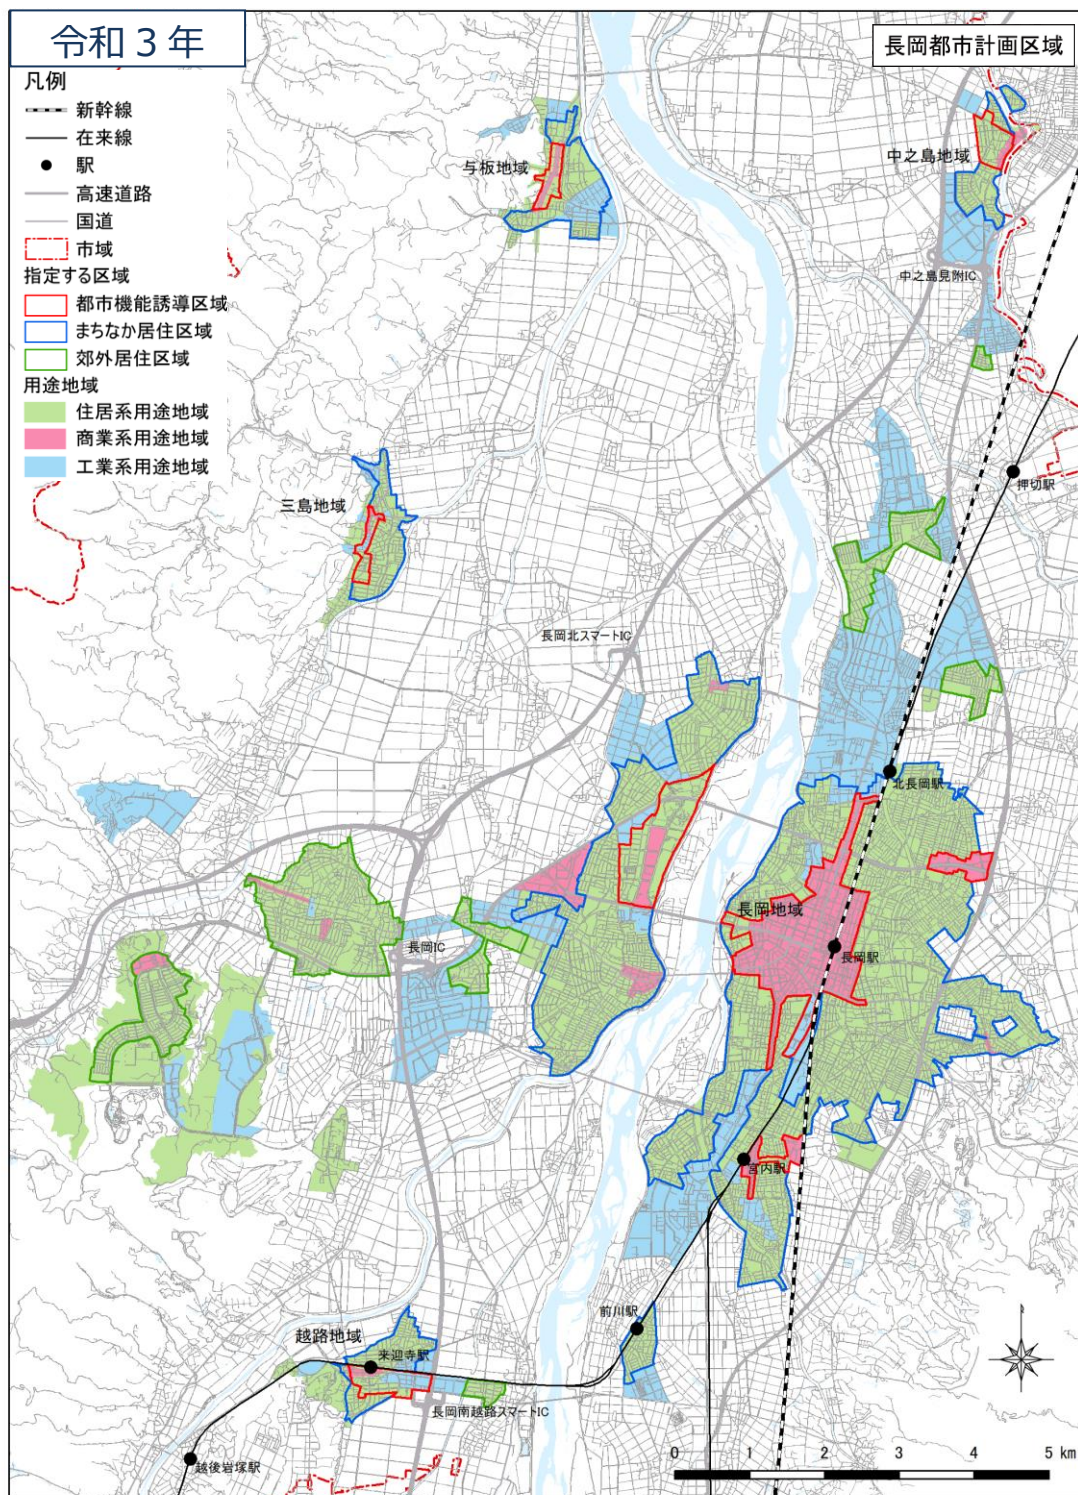 令和３年
長岡都市計画区域
凡例
新幹線
在来線
駅
高速道路
国道
市域
指定する区域
都市機能誘導区域
まちなか居住区域
郊外居住区域
用途地域
住居系用途地域
商業系用途地域
工業系用途地域
与板地域
中之島地域
中之島見附IC
押切駅
三島地域
長岡北スマートIC
北長岡駅
長岡地域
長岡IC
長岡駅
宮内駅
前川駅
越路地域
来迎寺駅
長岡南越路スマートIC
越後岩塚駅
0 1 2 3 4 5 km